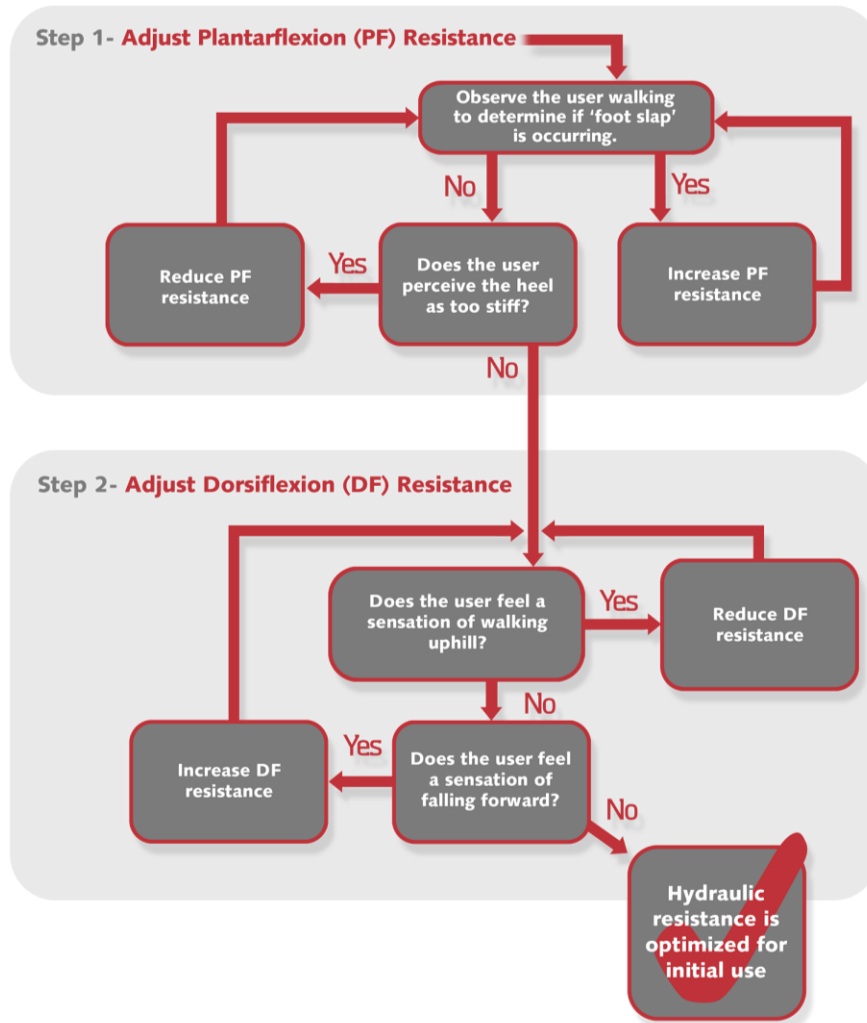 Step 1- Adjust Plantarflexion (PF) Resistance
Observe the user walking
to determine if ‘foot slap’
is occurring.
No
Yes
Reduce PF
resistance
Yes
Does the user
perceive the heel
as too stiff?
Increase PF
resistance
No
Step 2- Adjust Dorsiflexion (DF) Resistance
Does the user feel a
sensation of walking
uphill?
Yes
Reduce DF
resistance
No
Increase DF
resistance
Yes
Does the user feel
a sensation of
falling forward?
No
Hydraulic
resistance is
optimized for
initial use